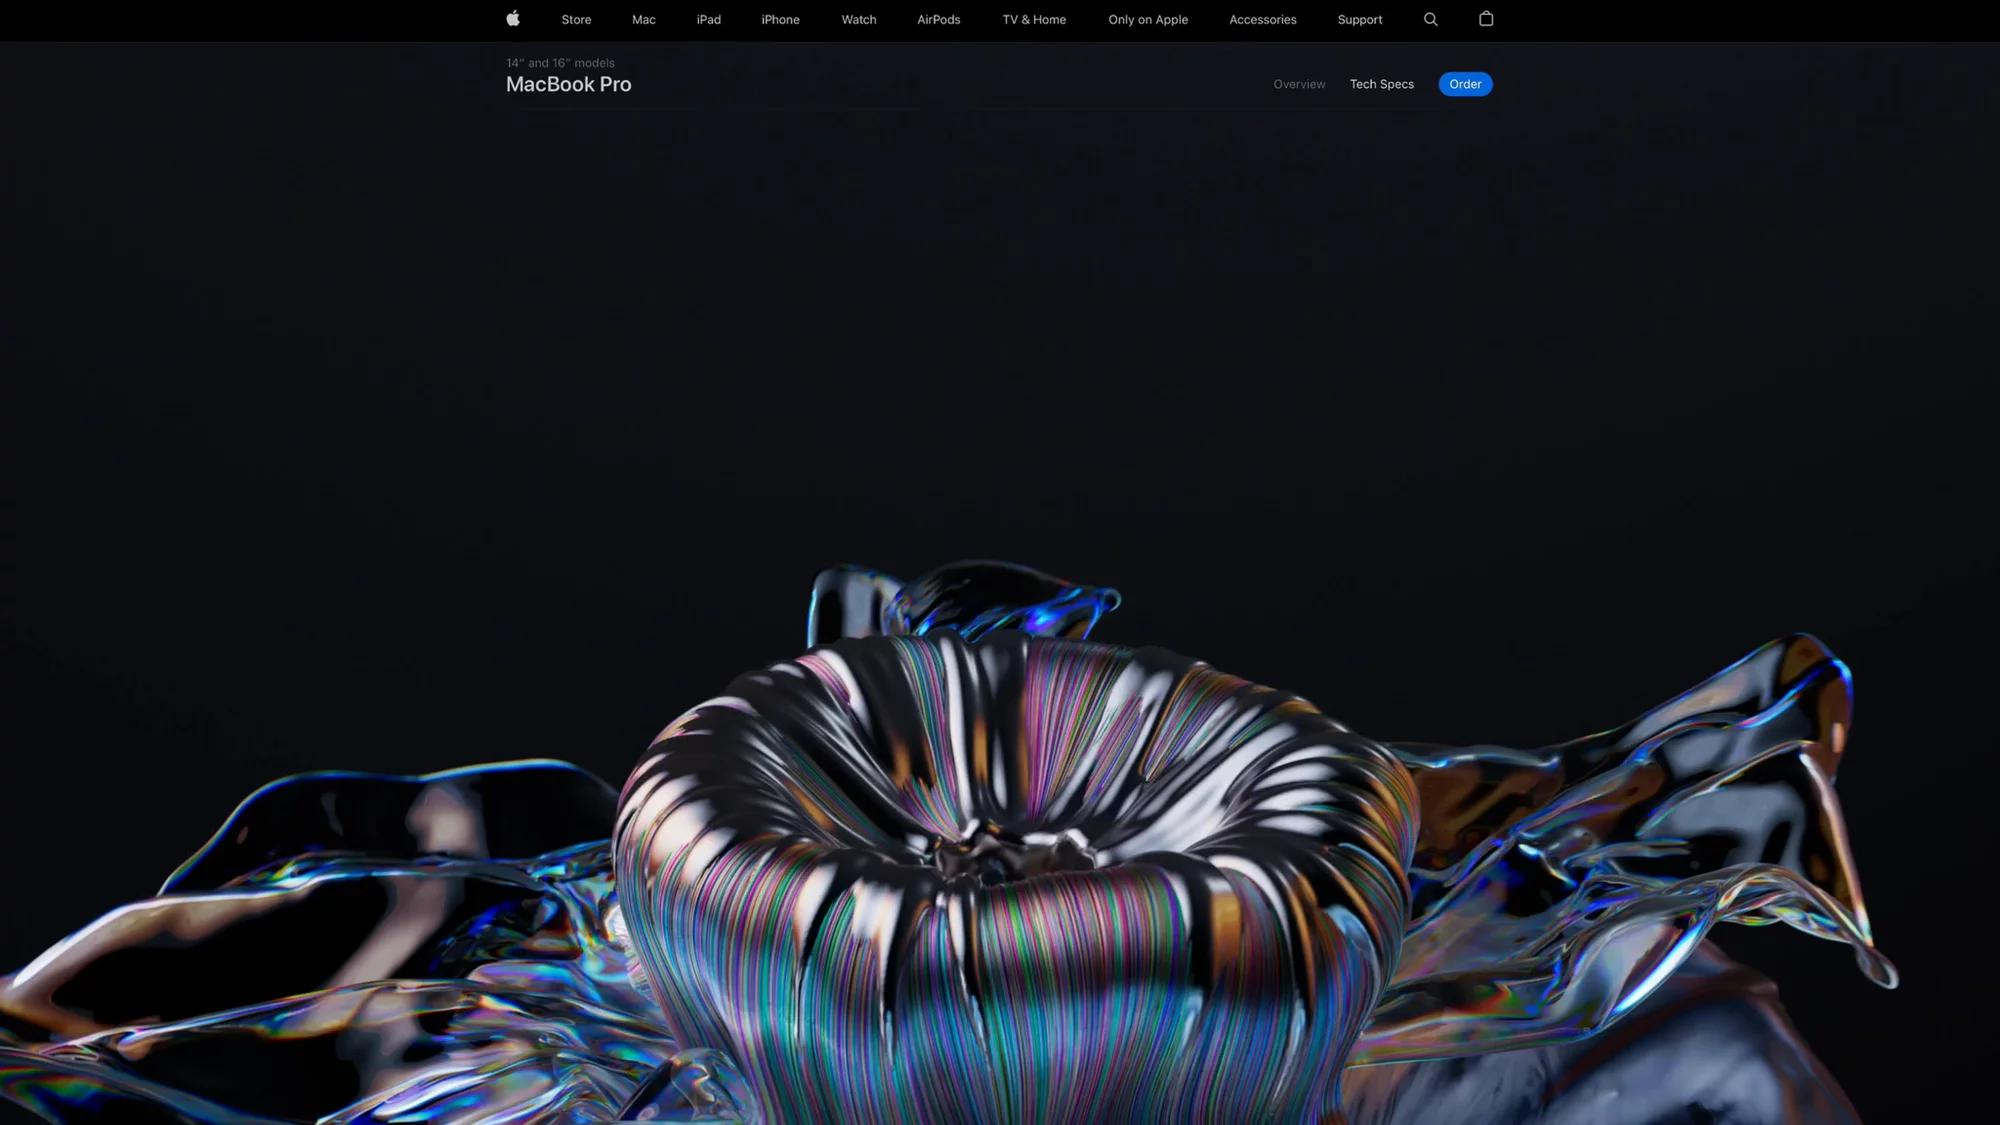 Store Mac iPad iPhone Watch AirPods TV & Home Only on Apple Accessories Support
14” and 16” models
MacBook Pro
Overview Tech Specs Order